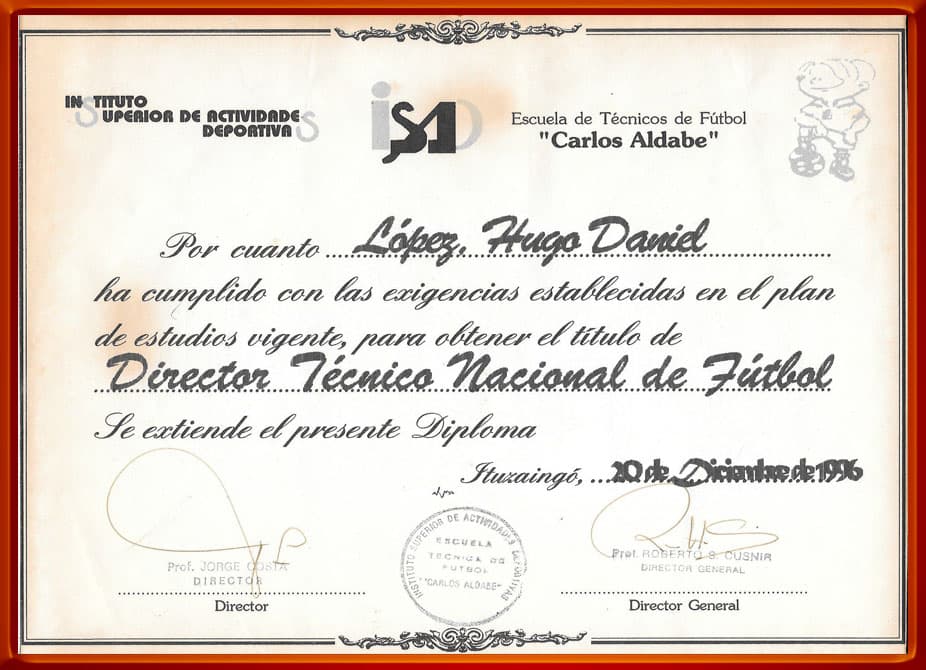 INSTITUTO
SUPERIOR DE ACTIVIDADES
DEPORTIVAS
iSAD
Escuela de Técnicos de Fútbol
"Carlos Aldabe"
Por cuanto López, Hugo Daniel
ha cumplido con las exigencias establecidas en el plan
de estudios vigente, para obtener el título de
Director Técnico Nacional de Fútbol
Se extiende el presente Diploma
Ituzaingó, 20 de Diciembre de 1996
Prof. JORGE COSTA
DIRECTOR
Director
INSTITUTO SUPERIOR DE ACTIVIDADES DEPORTIVAS
ESCUELA
TECNICA DE
FUTBOL
"CARLOS ALDABE"
Prof. ROBERTO S. CUSNIR
DIRECTOR GENERAL
Director General